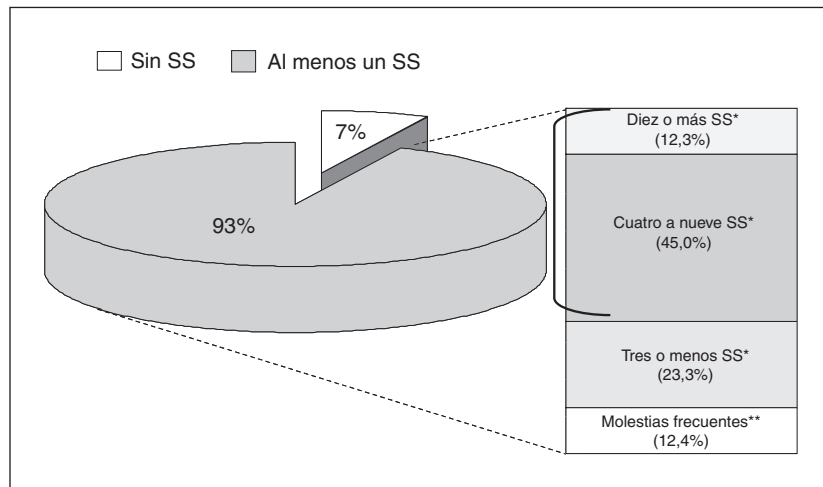 Sin SS
Al menos un SS
7%
93%
Diez o más SS*
(12,3%)
Cuatro a nueve SS*
(45,0%)
Tres o menos SS*
(23,3%)
Molestias frecuentes**
(12,4%)